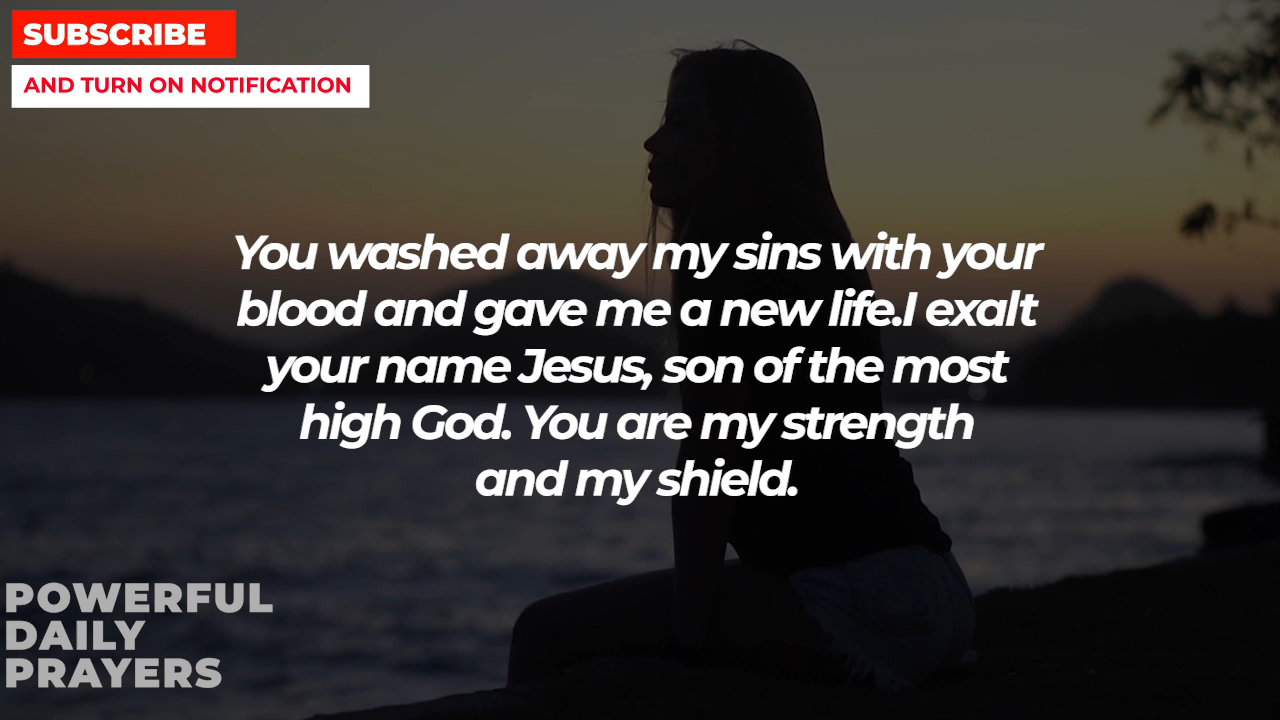 SUBSCRIBE
AND TURN ON NOTIFICATION
You washed away my sins with your
blood and gave me a new life.I exalt
your name Jesus, son of the most
high God. You are my strength
and my shield.
POWERFUL
DAILY
PRAYERS